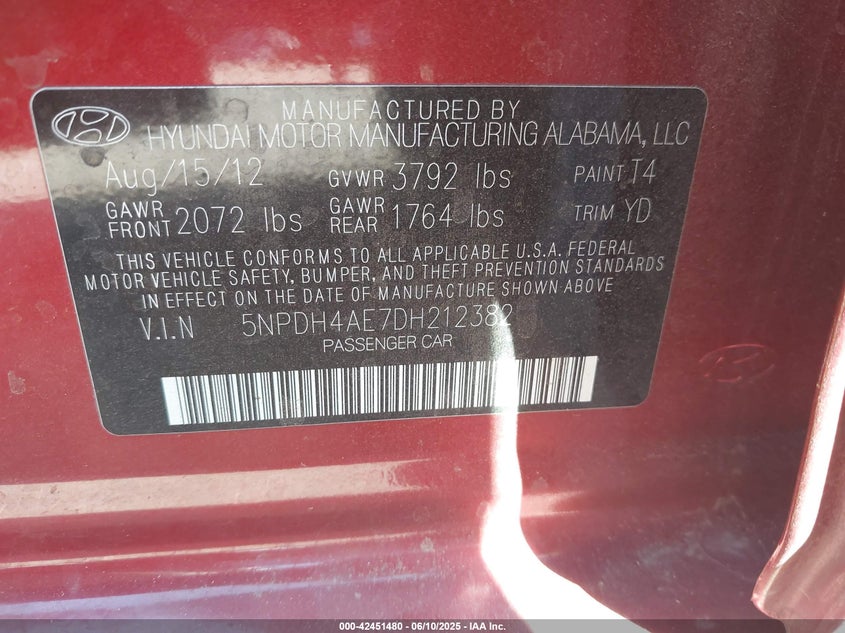 MANUFACTURED BY
HYUNDAI MOTOR MANUFACTURING ALABAMA, LLC
Aug/15/12 GVWR 3792 lbs PAINT T4
GAWR FRONT 2072 lbs GAWR REAR 1764 lbs TRIM YD
THIS VEHICLE CONFORMS TO ALL APPLICABLE U.S.A. FEDERAL
MOTOR VEHICLE SAFETY, BUMPER, AND THEFT PREVENTION STANDARDS
IN EFFECT ON THE DATE OF MANUFACTURE SHOWN ABOVE.
V.I.N 5NPDH4AE7DH212382
PASSENGER CAR
000-42451480 - 06/10/2025 - IAA Inc.